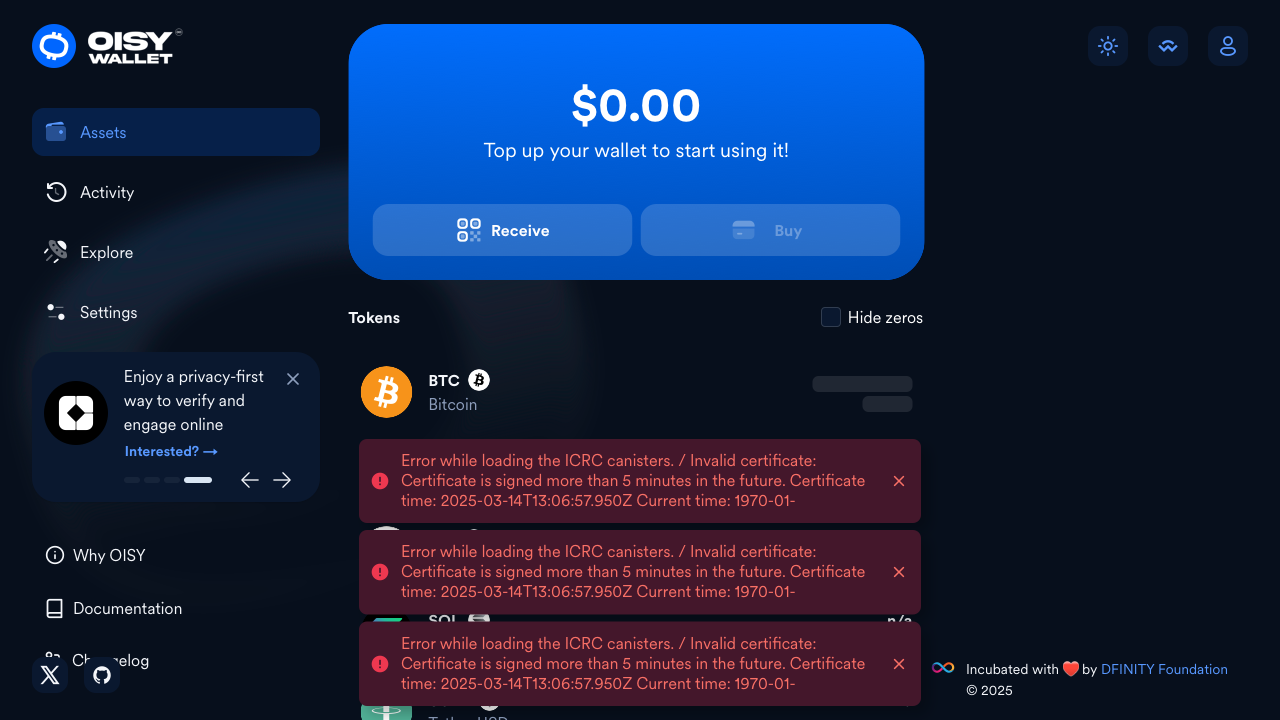 OISY
WALLET
Assets
Activity
Explore
Settings
Enjoy a privacy-first
way to verify and
engage online
Interested? →
Why OISY
Documentation
$0.00
Top up your wallet to start using it!
Receive
Buy
Tokens
Hide zeros
BTC
Bitcoin
Error while loading the ICRC canisters. / Invalid certificate:
Certificate is signed more than 5 minutes in the future. Certificate
time: 2025-03-14T13:06:57.950Z Current time: 1970-01-
Error while loading the ICRC canisters. / Invalid certificate:
Certificate is signed more than 5 minutes in the future. Certificate
time: 2025-03-14T13:06:57.950Z Current time: 1970-01-
SOL
n/a
Error while loading the ICRC canisters. / Invalid certificate:
Certificate is signed more than 5 minutes in the future. Certificate
time: 2025-03-14T13:06:57.950Z Current time: 1970-01-
Tether USD
Incubated with ❤️ by DFINITY Foundation
© 2025